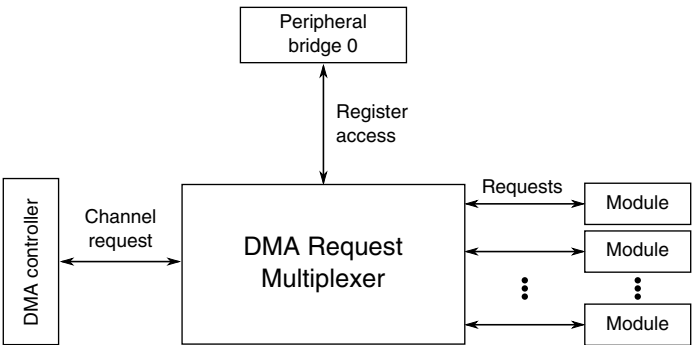 Peripheral
bridge 0
Register
access
Requests
Module
Channel
request
DMA controller
DMA Request
Multiplexer
Module
Module